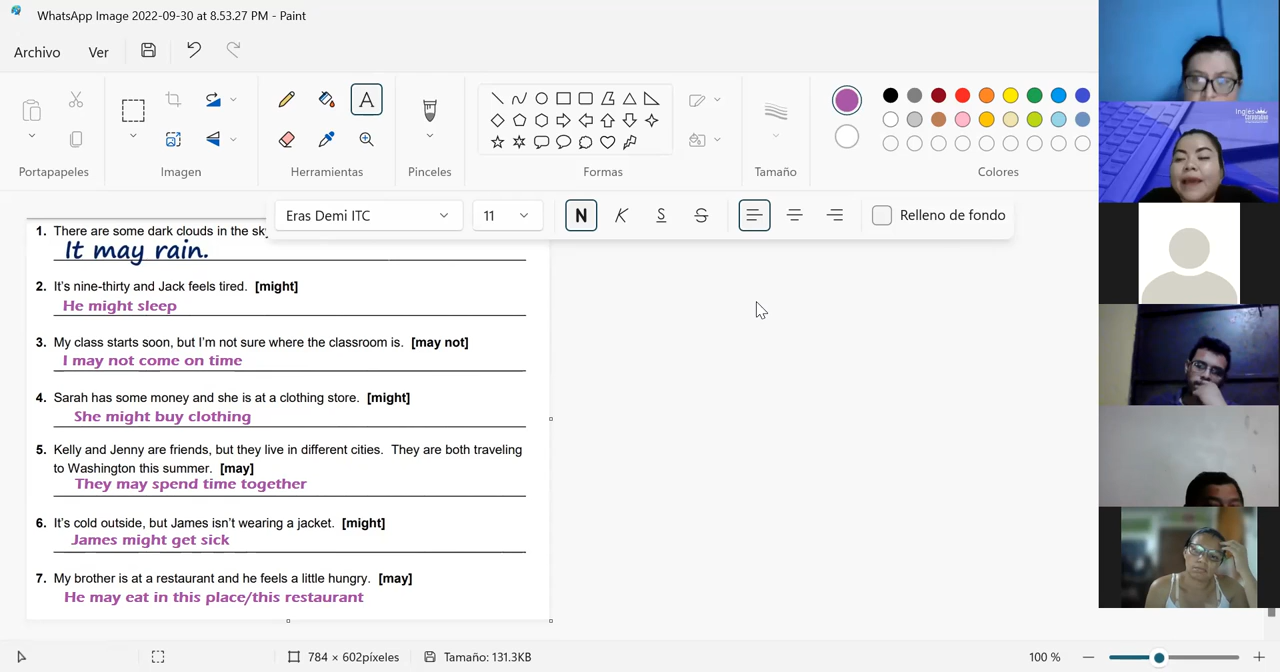 WhatsApp Image 2022-09-30 at 8.53.27 PM - Paint
Archivo Ver
Portapapeles Imagen Herramientas Pinceles Formas Tamaño Colores
Eras Demi ITC 11 N K S S Relleno de fondo
1. There are some dark clouds in the sky
It may rain.
2. It's nine-thirty and Jack feels tired. [might]
He might sleep
3. My class starts soon, but I'm not sure where the classroom is. [may not]
I may not come on time
4. Sarah has some money and she is at a clothing store. [might]
She might buy clothing
5. Kelly and Jenny are friends, but they live in different cities. They are both traveling
to Washington this summer. [may]
They may spend time together
6. It's cold outside, but James isn't wearing a jacket. [might]
James might get sick
7. My brother is at a restaurant and he feels a little hungry. [may]
He may eat in this place/this restaurant
784 × 602píxeles Tamaño: 131.3KB 100 %
Inglés
Corporativo